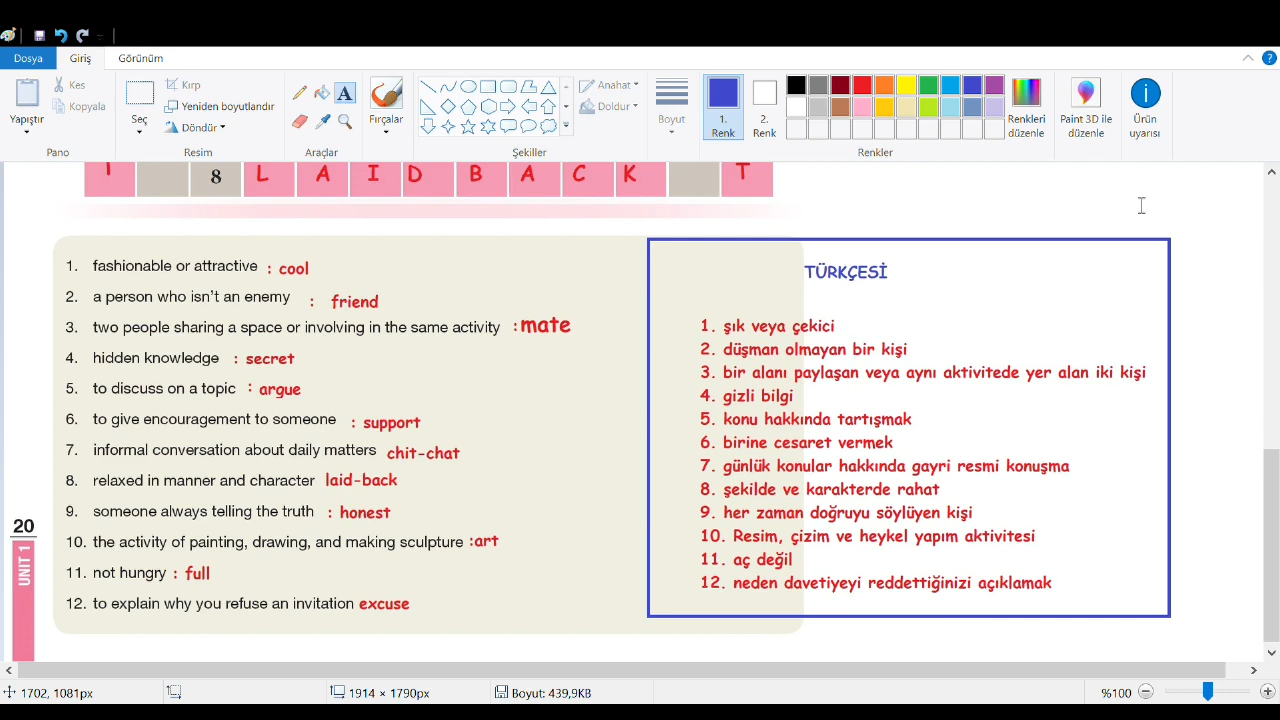 Dosya Giriş Görünüm
Yapıştır
Kes
Kopyala
Pano
Seç
Kırp
Yeniden boyutlandır
Döndür
Resim
A
Araçlar
Fırçalar
Anahat
Doldur
Şekiller
Boyut
1. Renk
2. Renk
Renkleri düzenle
Renkler
Paint 3D ile düzenle
Ürün uyarısı
8 L A I D B A C K T
1. fashionable or attractive : cool
2. a person who isn't an enemy : friend
3. two people sharing a space or involving in the same activity : mate
4. hidden knowledge : secret
5. to discuss on a topic : argue
6. to give encouragement to someone : support
7. informal conversation about daily matters chit-chat
8. relaxed in manner and character laid-back
9. someone always telling the truth : honest
10. the activity of painting, drawing, and making sculpture :art
11. not hungry : full
12. to explain why you refuse an invitation excuse
TÜRKÇESİ
1. şık veya çekici
2. düşman olmayan bir kişi
3. bir alanı paylaşan veya aynı aktivitede yer alan iki kişi
4. gizli bilgi
5. konu hakkında tartışmak
6. birine cesaret vermek
7. günlük konular hakkında gayri resmi konuşma
8. şekilde ve karakterde rahat
9. her zaman doğruyu söylüyen kişi
10. Resim, çizim ve heykel yapım aktivitesi
11. aç değil
12. neden davetiyeyi reddettiğinizi açıklamak
20
UNIT 1
1702, 1081px
1914 × 1790px
Boyut: 439,9KB
%100